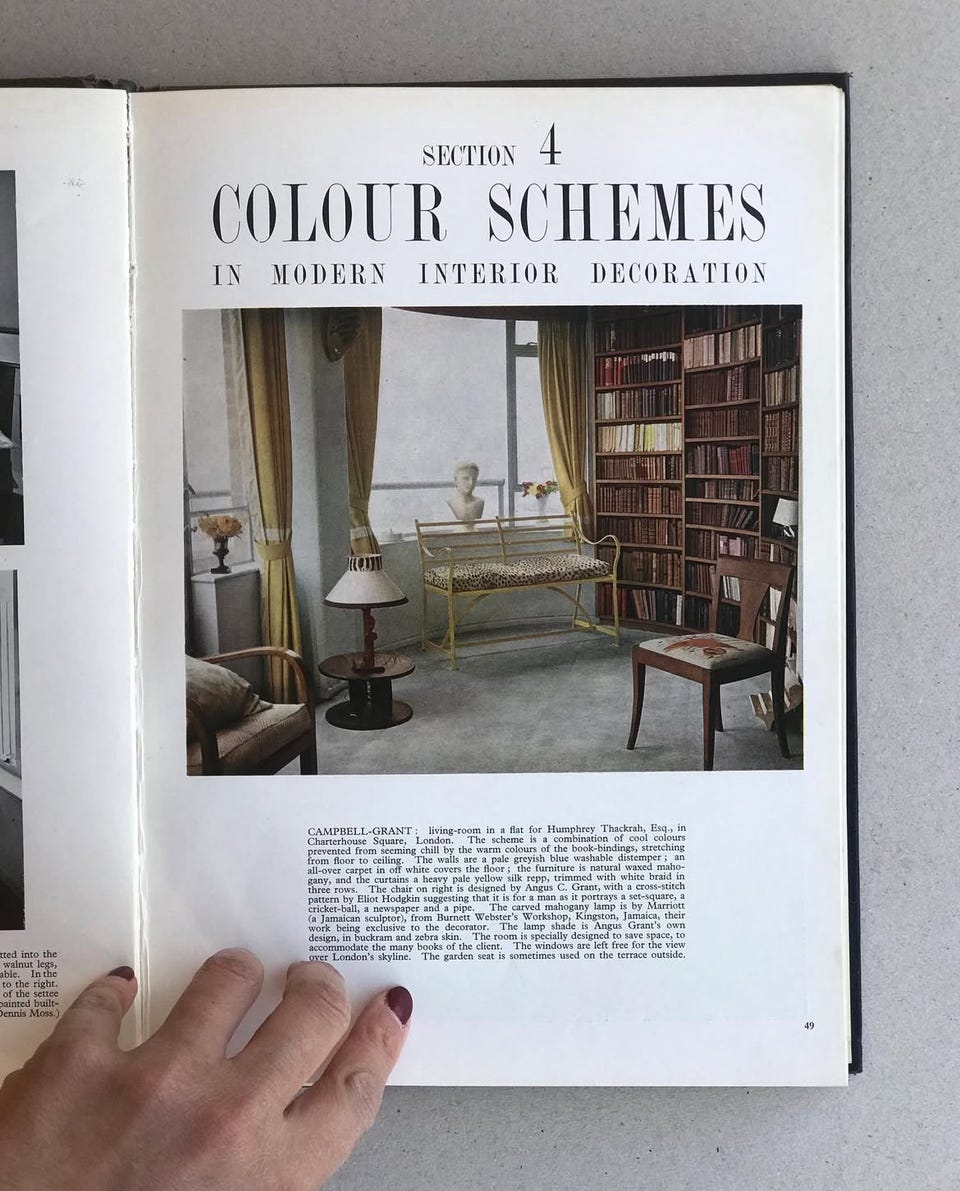 SECTION 4
COLOUR SCHEMES
IN MODERN INTERIOR DECORATION
CAMPBELL-GRANT : living-room in a flat for Humphrey Thackrah, Esq., in
Charterhouse Square, London. The scheme is a combination of cool colours
prevented from seeming chill by the warm colours of the book-bindings, stretching
from floor to ceiling. The walls are a pale greyish blue washable distemper ; an
all-over carpet in off white covers the floor ; the furniture is natural waxed maho-
gany, and the curtains a heavy pale yellow silk repp, trimmed with white braid in
three rows. The chair on right is designed by Angus C. Grant, with a cross-stitch
pattern by Eliot Hodgkin suggesting that it is for a man as it portrays a set-square, a
cricket-ball, a newspaper and a pipe. The carved mahogany lamp is by Marriott
(a Jamaican sculptor), from Burnett Webster's Workshop, Kingston, Jamaica, their
work being exclusive to the decorator. The lamp shade is Angus Grant's own
design, in buckram and zebra skin. The room is specially designed to save space, to
accommodate the many books of the client. The windows are left free for the view
over London's skyline. The garden seat is sometimes used on the terrace outside.
49
tted into the
walnut legs,
able. In the
to the right.
of the settee
painted built-
Dennis Moss.)